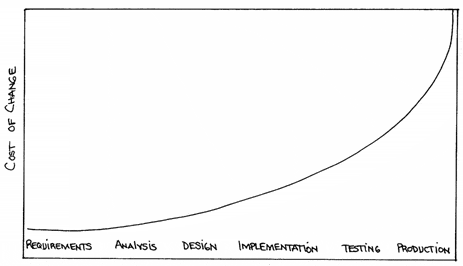 Cost of Change
Requirements Analysis Design Implementation Testing Production